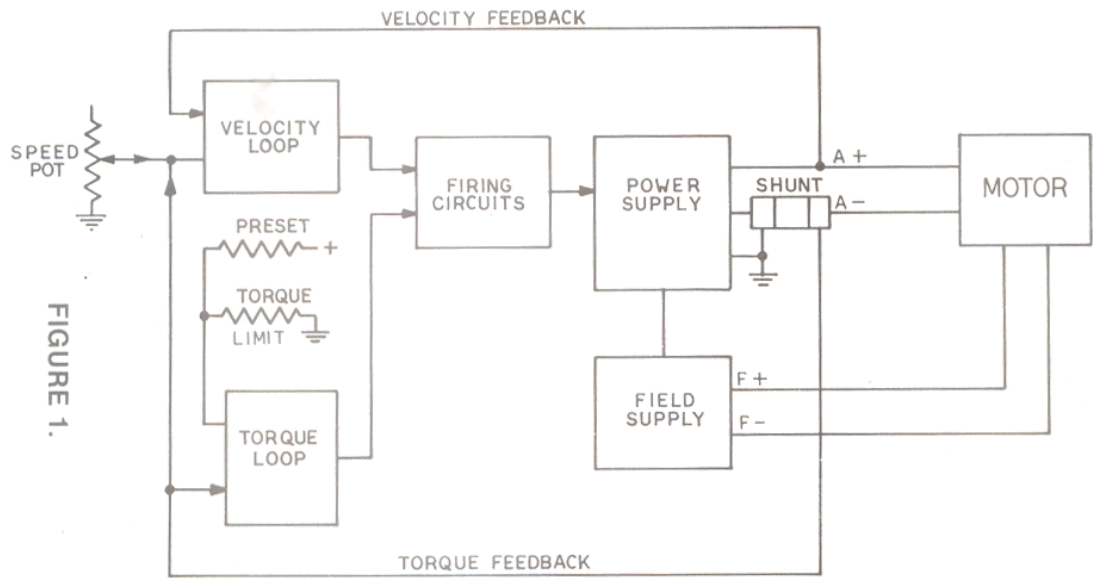 VELOCITY FEEDBACK
VELOCITY
LOOP
SPEED
POT
FIRING
CIRCUITS
POWER
SUPPLY
A+
SHUNT
A-
MOTOR
PRESET
+
TORQUE
LIMIT
TORQUE
LOOP
FIELD
SUPPLY
F+
F-
TORQUE FEEDBACK
FIGURE 1.